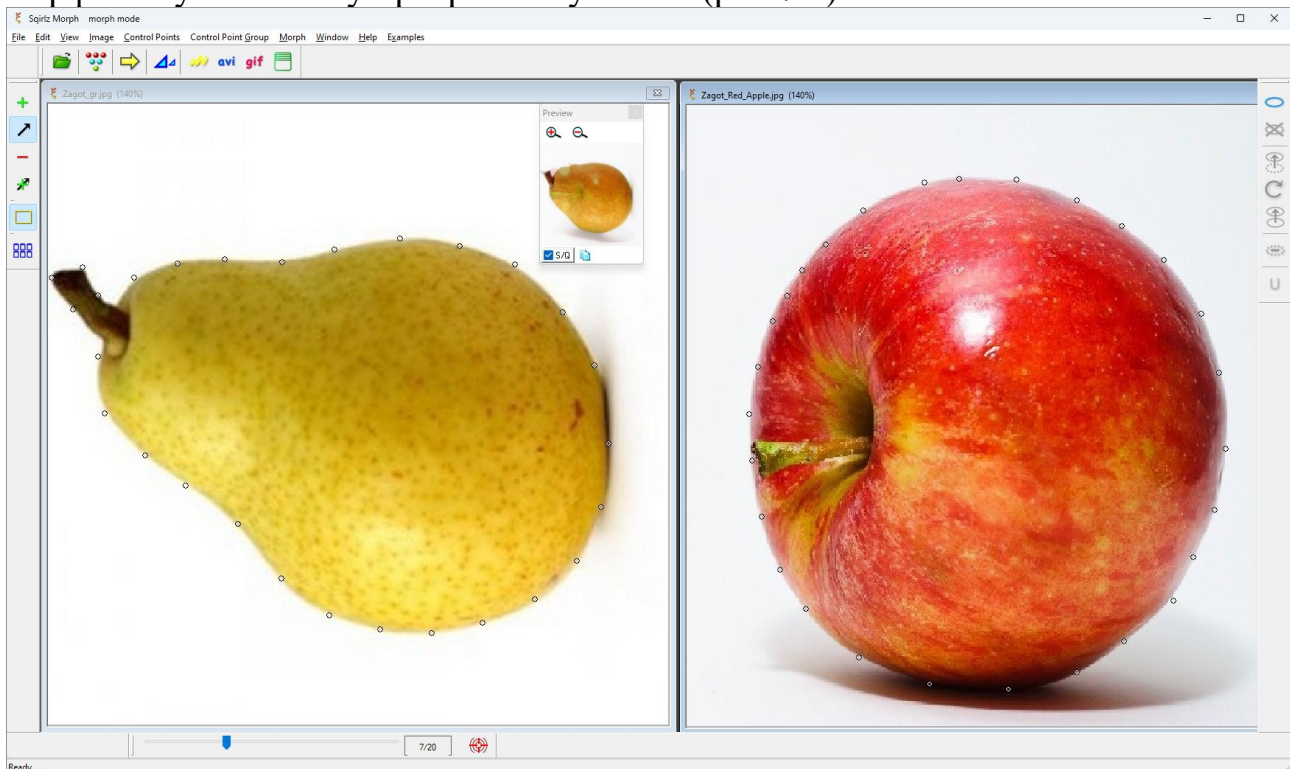 Sqirlz Morph morph mode
File Edit View Image Control Points Control Point Group Morph Window Help Examples
avi gif
Zagot_gr.jpg (140%)
Preview
S/Q
Zagot_Red_Apple.jpg (140%)
7/20
Ready